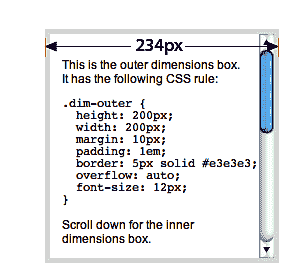 234px
This is the outer dimensions box.
It has the following CSS rule:
.dim-outer {
height: 200px;
width: 200px;
margin: 10px;
padding: 1em;
border: 5px solid #e3e3e3;
overflow: auto;
font-size: 12px;
}
Scroll down for the inner
dimensions box.